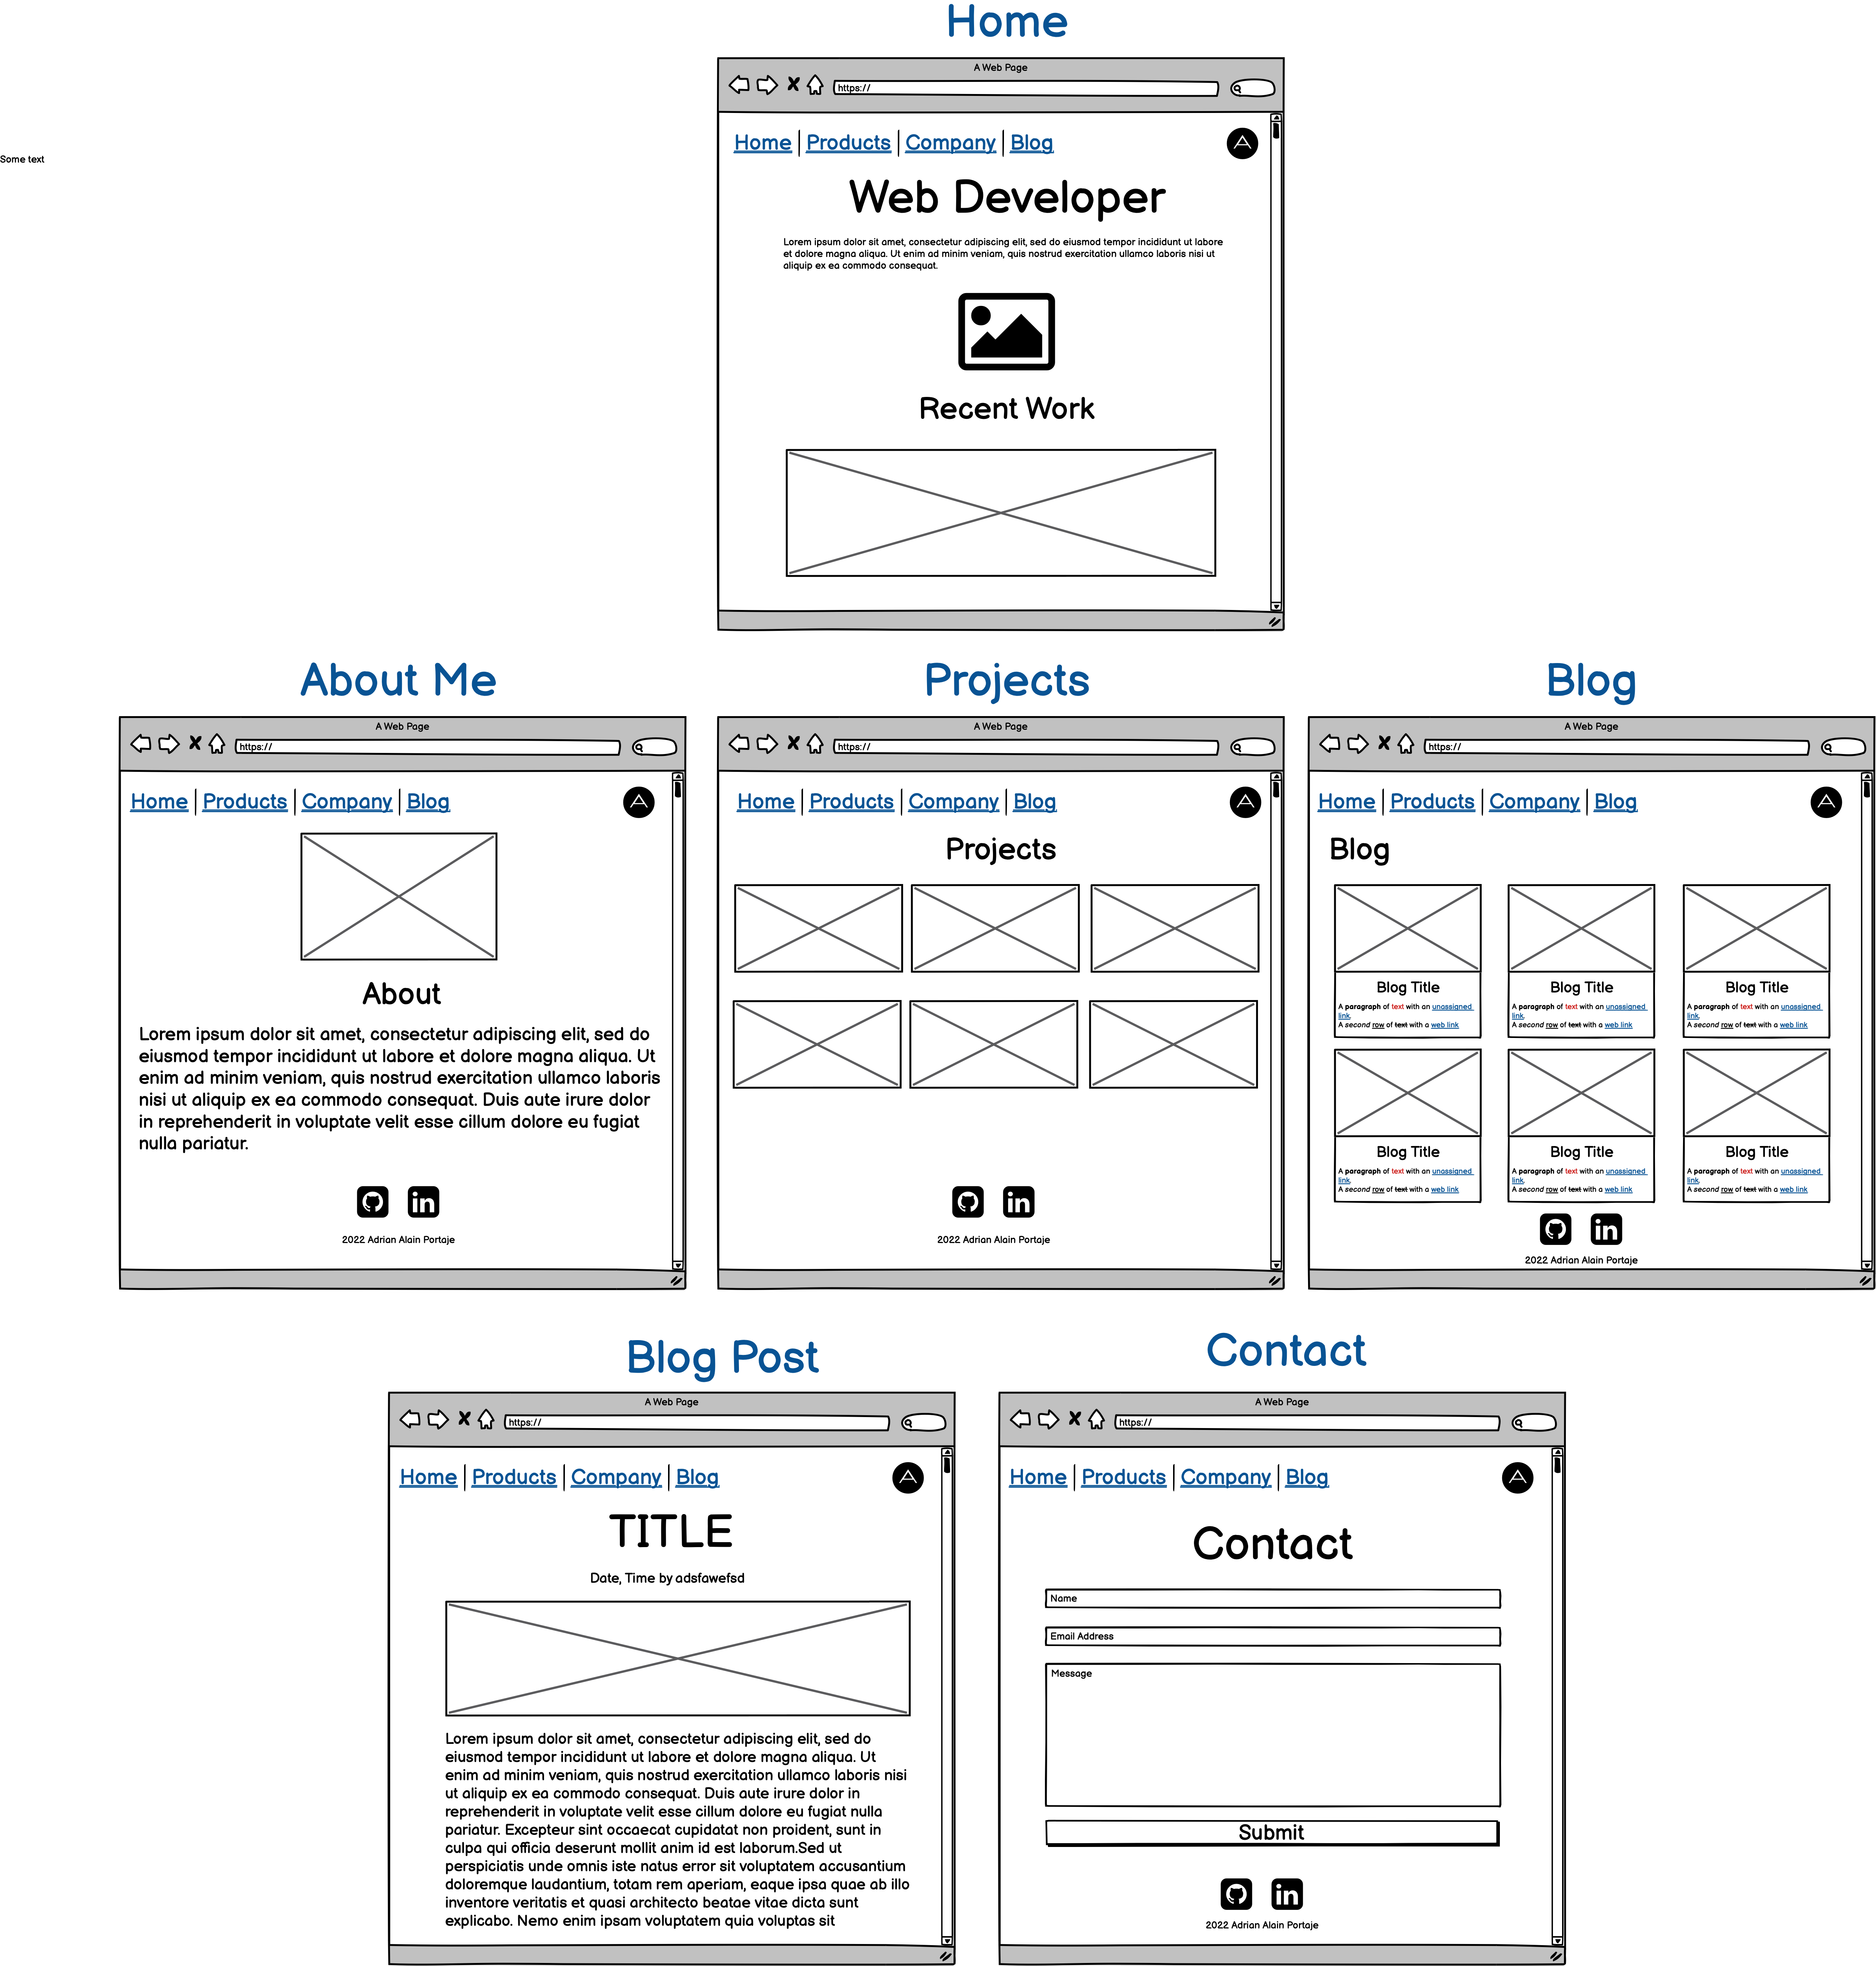 Home
A Web Page
https://
Some text
Home Products Company Blog
A
Web Developer
Lorem ipsum dolor sit amet, consectetur adipiscing elit, sed do eiusmod tempor incididunt ut labore
et dolore magna aliqua. Ut enim ad minim veniam, quis nostrud exercitation ullamco laboris nisi ut
aliquip ex ea commodo consequat.
Recent Work
About Me
A Web Page
https://
Home Products Company Blog
A
About
Lorem ipsum dolor sit amet, consectetur adipiscing elit, sed do
eiusmod tempor incididunt ut labore et dolore magna aliqua. Ut
enim ad minim veniam, quis nostrud exercitation ullamco laboris
nisi ut aliquip ex ea commodo consequat. Duis aute irure dolor
in reprehenderit in voluptate velit esse cillum dolore eu fugiat
nulla pariatur.
in
2022 Adrian Alain Portaje
Projects
A Web Page
https://
Home Products Company Blog
A
Projects
in
2022 Adrian Alain Portaje
Blog
A Web Page
https://
Home Products Company Blog
A
Blog
Blog Title
A paragraph of text with an unassigned
link.
A second row of text with a web link
Blog Title
A paragraph of text with an unassigned
link.
A second row of text with a web link
Blog Title
A paragraph of text with an unassigned
link.
A second row of text with a web link
Blog Title
A paragraph of text with an unassigned
link.
A second row of text with a web link
Blog Title
A paragraph of text with an unassigned
link.
A second row of text with a web link
Blog Title
A paragraph of text with an unassigned
link.
A second row of text with a web link
in
2022 Adrian Alain Portaje
Blog Post
A Web Page
https://
Home Products Company Blog
A
TITLE
Date, Time by adsfawefsd
Lorem ipsum dolor sit amet, consectetur adipiscing elit, sed do
eiusmod tempor incididunt ut labore et dolore magna aliqua. Ut
enim ad minim veniam, quis nostrud exercitation ullamco laboris nisi
ut aliquip ex ea commodo consequat. Duis aute irure dolor in
reprehenderit in voluptate velit esse cillum dolore eu fugiat nulla
pariatur. Excepteur sint occaecat cupidatat non proident, sunt in
culpa qui officia deserunt mollit anim id est laborum.Sed ut
perspiciatis unde omnis iste natus error sit voluptatem accusantium
doloremque laudantium, totam rem aperiam, eaque ipsa quae ab illo
inventore veritatis et quasi architecto beatae vitae dicta sunt
explicabo. Nemo enim ipsam voluptatem quia voluptas sit
Contact
A Web Page
https://
Home Products Company Blog
A
Contact
Name
Email Address
Message
Submit
in
2022 Adrian Alain Portaje